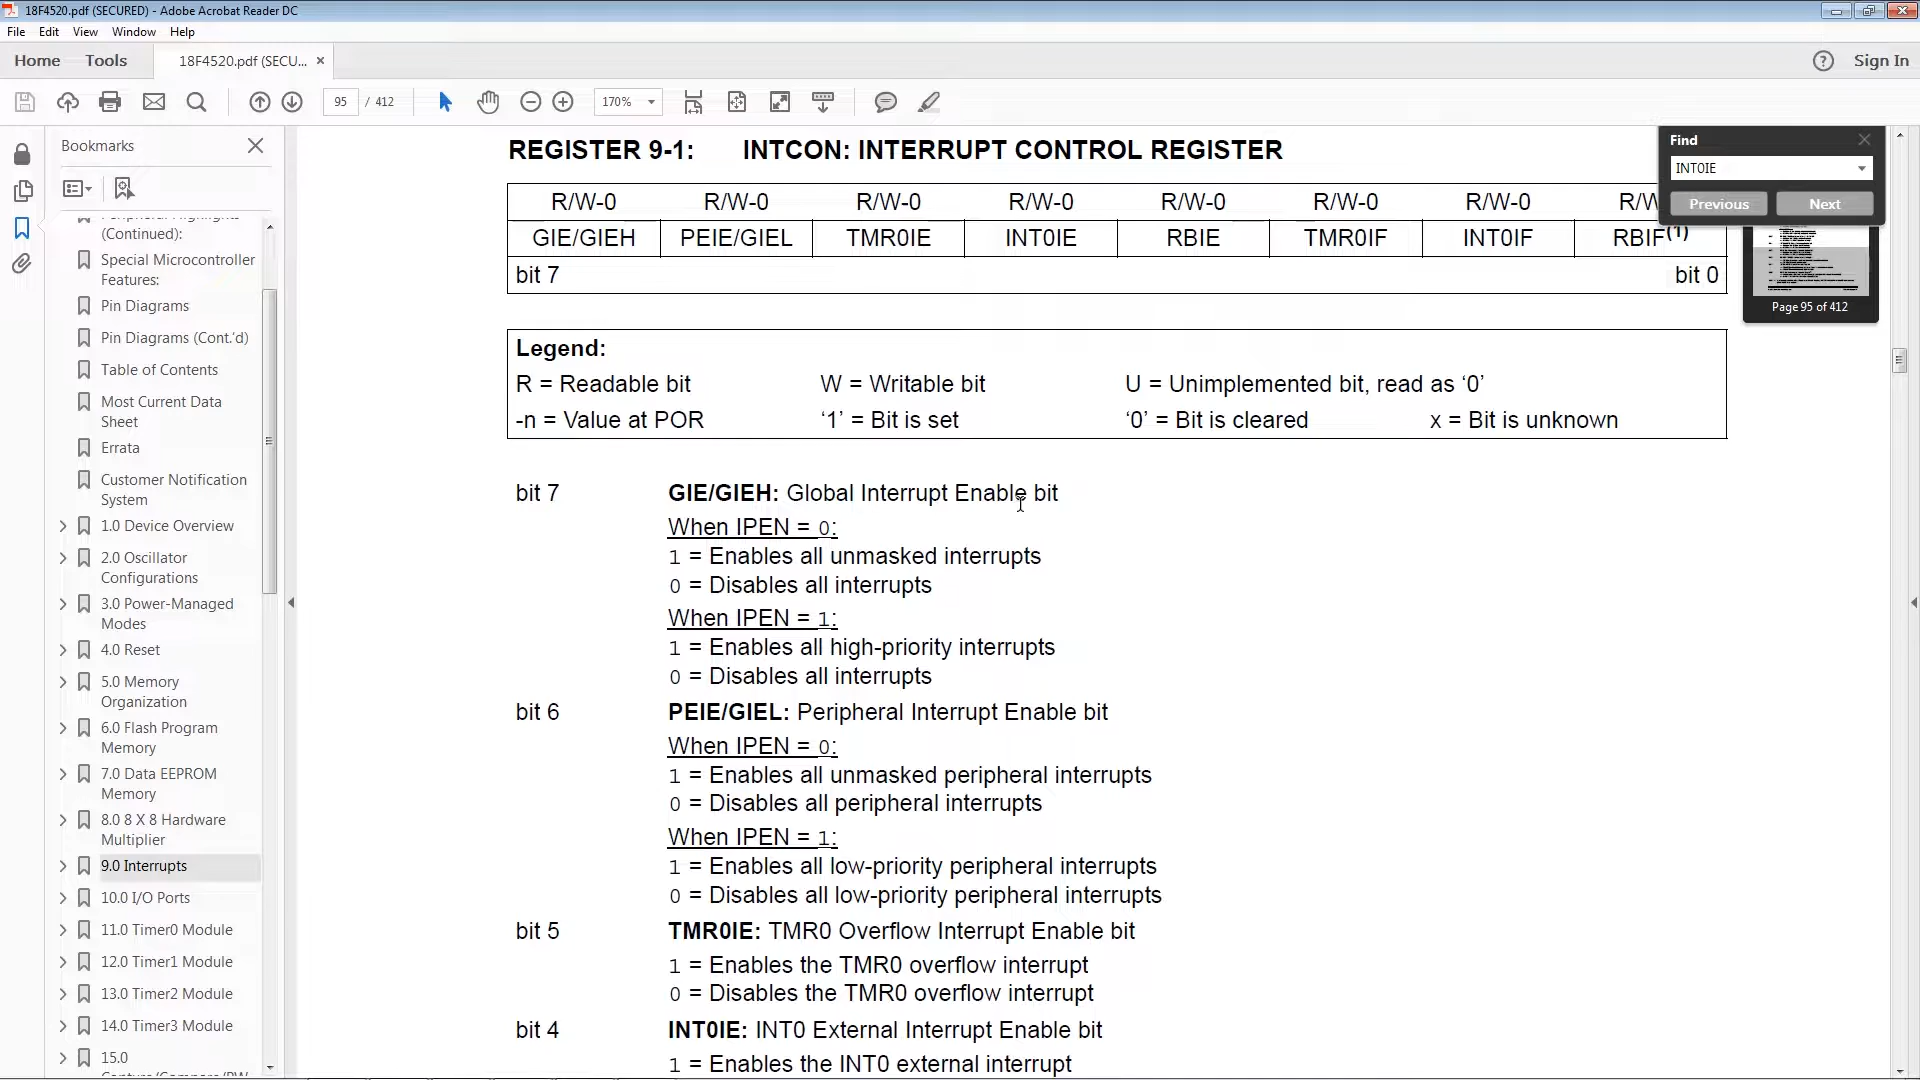 18F4520.pdf (SECURED) - Adobe Acrobat Reader DC
File Edit View Window Help
Home Tools 18F4520.pdf (SECU... × Sign In
95 / 412 170%
Bookmarks
(Continued):
Special Microcontroller
Features:
Pin Diagrams
Pin Diagrams (Cont.'d)
Table of Contents
Most Current Data
Sheet
Errata
Customer Notification
System
1.0 Device Overview
2.0 Oscillator
Configurations
3.0 Power-Managed
Modes
4.0 Reset
5.0 Memory
Organization
6.0 Flash Program
Memory
7.0 Data EEPROM
Memory
8.0 8 X 8 Hardware
Multiplier
9.0 Interrupts
10.0 I/O Ports
11.0 Timer0 Module
12.0 Timer1 Module
13.0 Timer2 Module
14.0 Timer3 Module
15.0
REGISTER 9-1: INTCON: INTERRUPT CONTROL REGISTER
R/W-0 R/W-0 R/W-0 R/W-0 R/W-0 R/W-0 R/W-0 R/W
GIE/GIEH PEIE/GIEL TMR0IE INT0IE RBIE TMR0IF INT0IF RBIF(1)
bit 7 bit 0
Legend:
R = Readable bit W = Writable bit U = Unimplemented bit, read as ‘0’
-n = Value at POR ‘1’ = Bit is set ‘0’ = Bit is cleared x = Bit is unknown
bit 7 GIE/GIEH: Global Interrupt Enable bit
When IPEN = 0:
1 = Enables all unmasked interrupts
0 = Disables all interrupts
When IPEN = 1:
1 = Enables all high-priority interrupts
0 = Disables all interrupts
bit 6 PEIE/GIEL: Peripheral Interrupt Enable bit
When IPEN = 0:
1 = Enables all unmasked peripheral interrupts
0 = Disables all peripheral interrupts
When IPEN = 1:
1 = Enables all low-priority peripheral interrupts
0 = Disables all low-priority peripheral interrupts
bit 5 TMR0IE: TMR0 Overflow Interrupt Enable bit
1 = Enables the TMR0 overflow interrupt
0 = Disables the TMR0 overflow interrupt
bit 4 INT0IE: INT0 External Interrupt Enable bit
1 = Enables the INT0 external interrupt
Find
INT0IE
Previous Next
Page 95 of 412